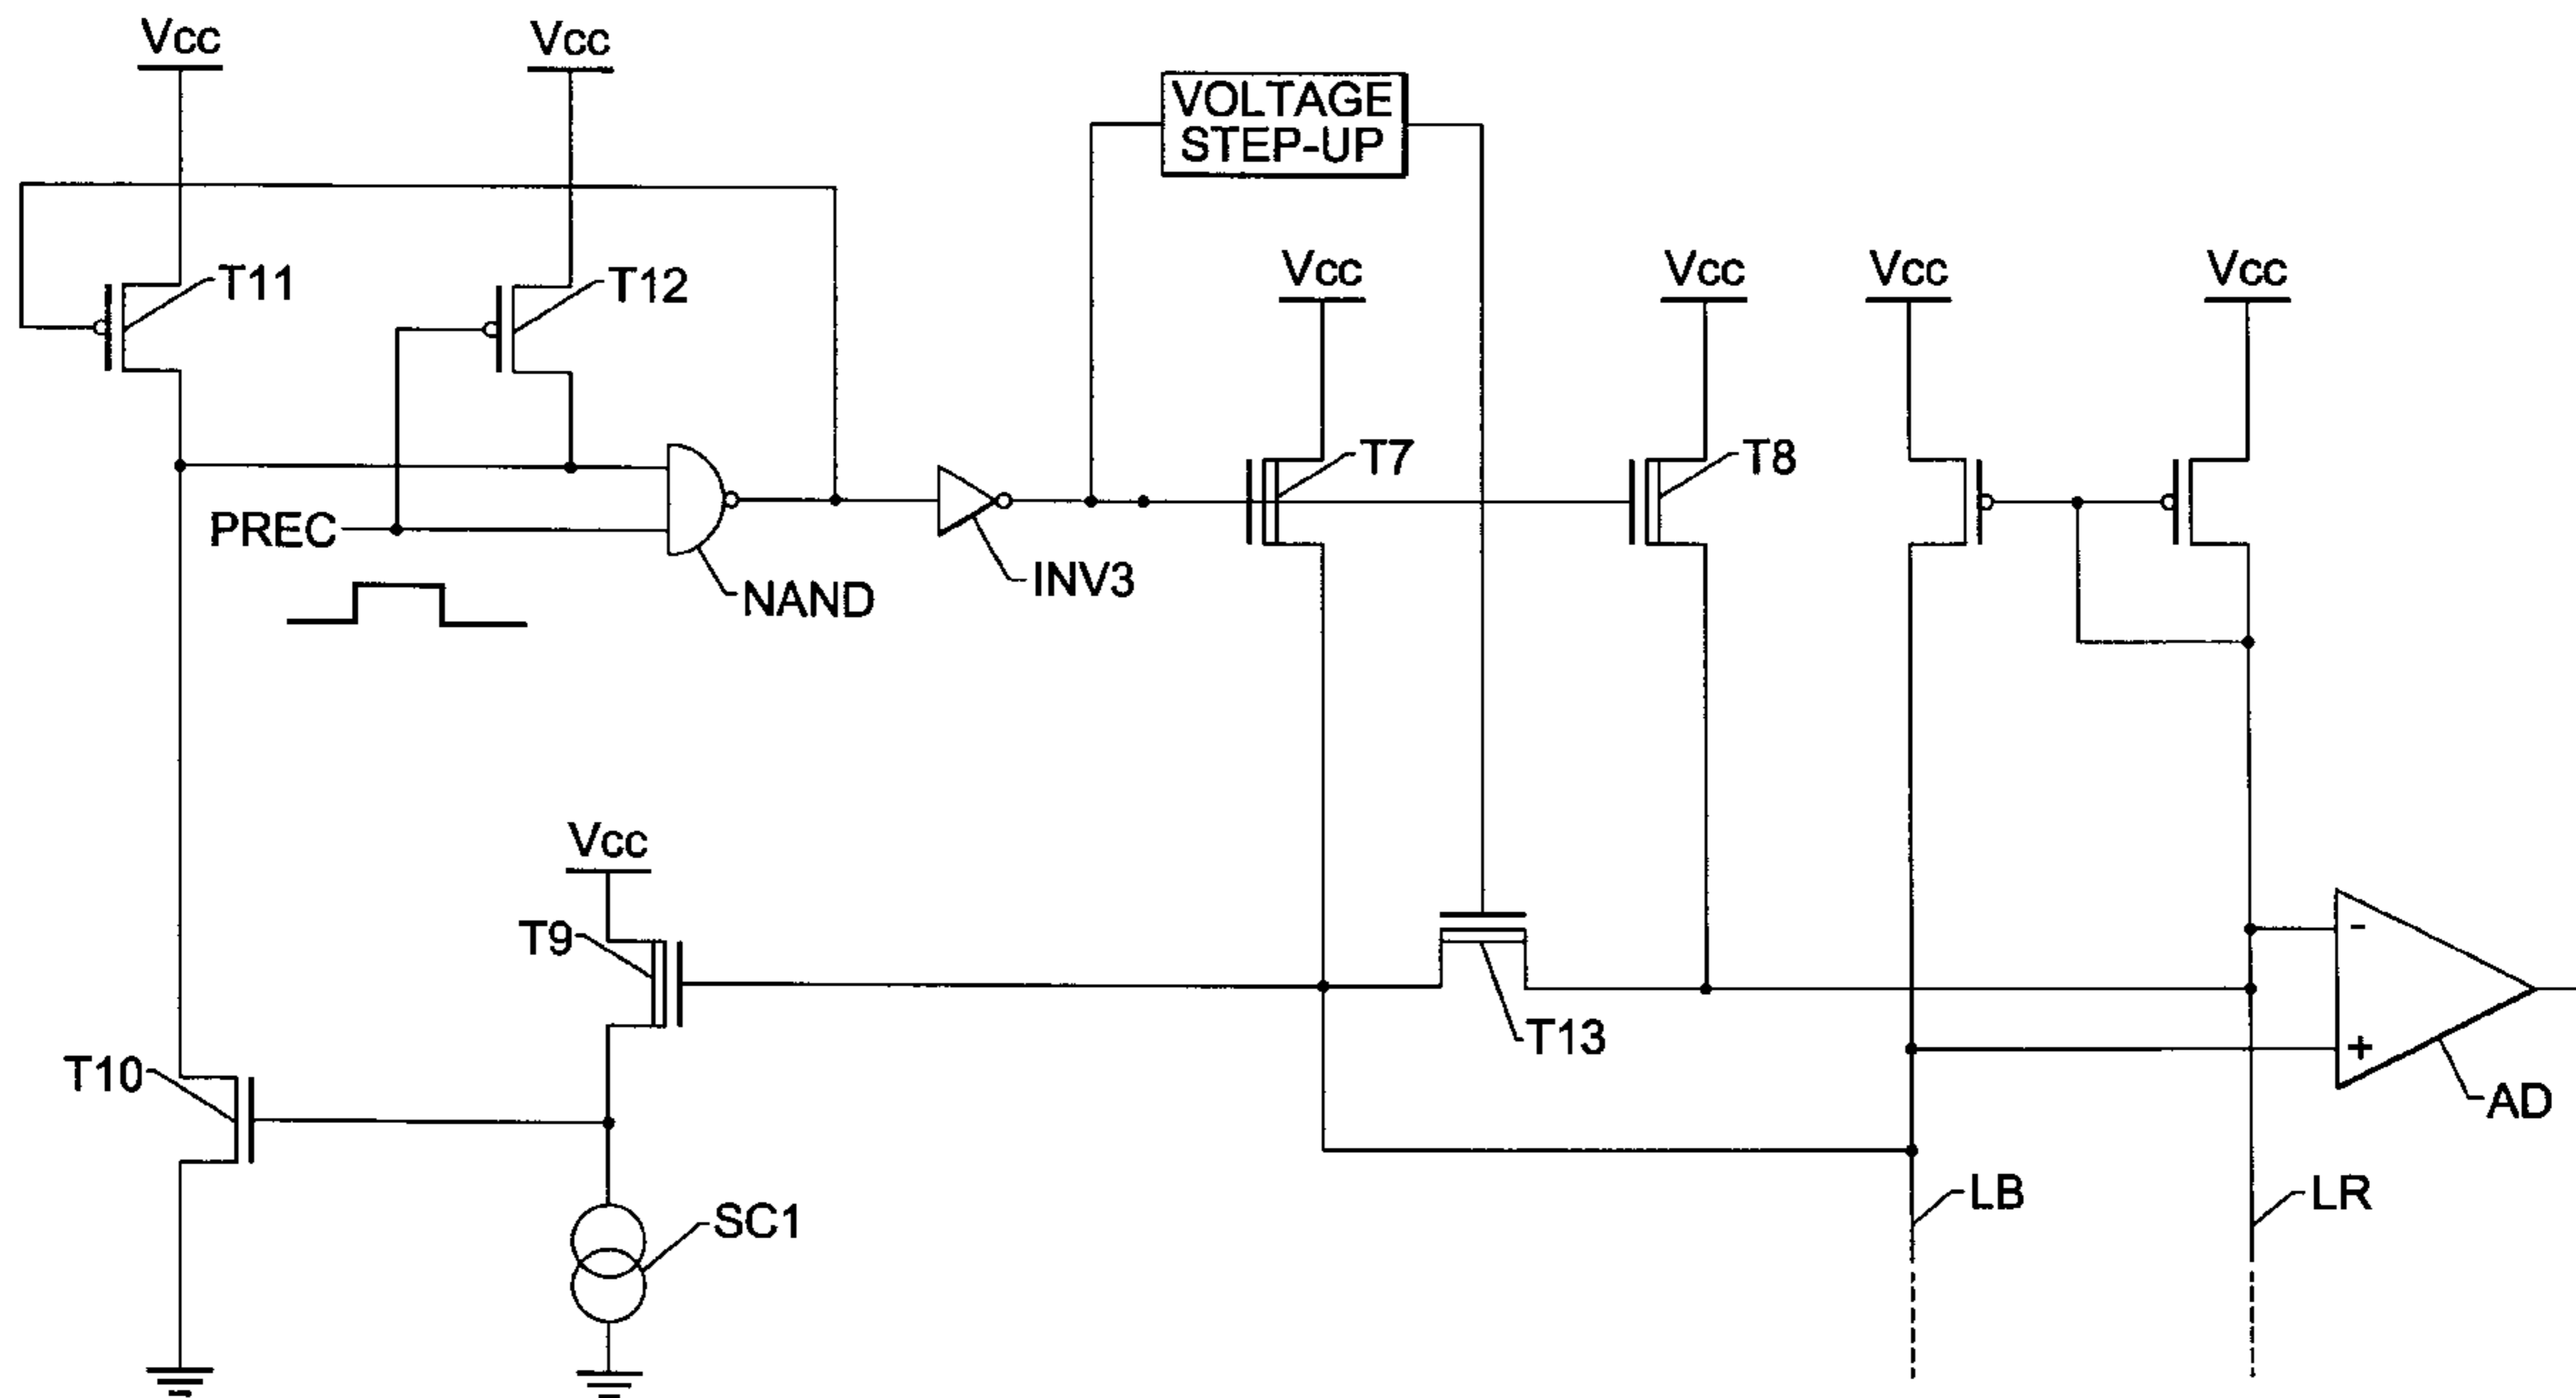 Vcc
Vcc
VOLTAGE
STEP-UP
T11
T12
Vcc
Vcc
Vcc
Vcc
T7
T8
PREC
NAND
INV3
Vcc
T9
T13
T10
-
+
AD
SC1
LB
LR